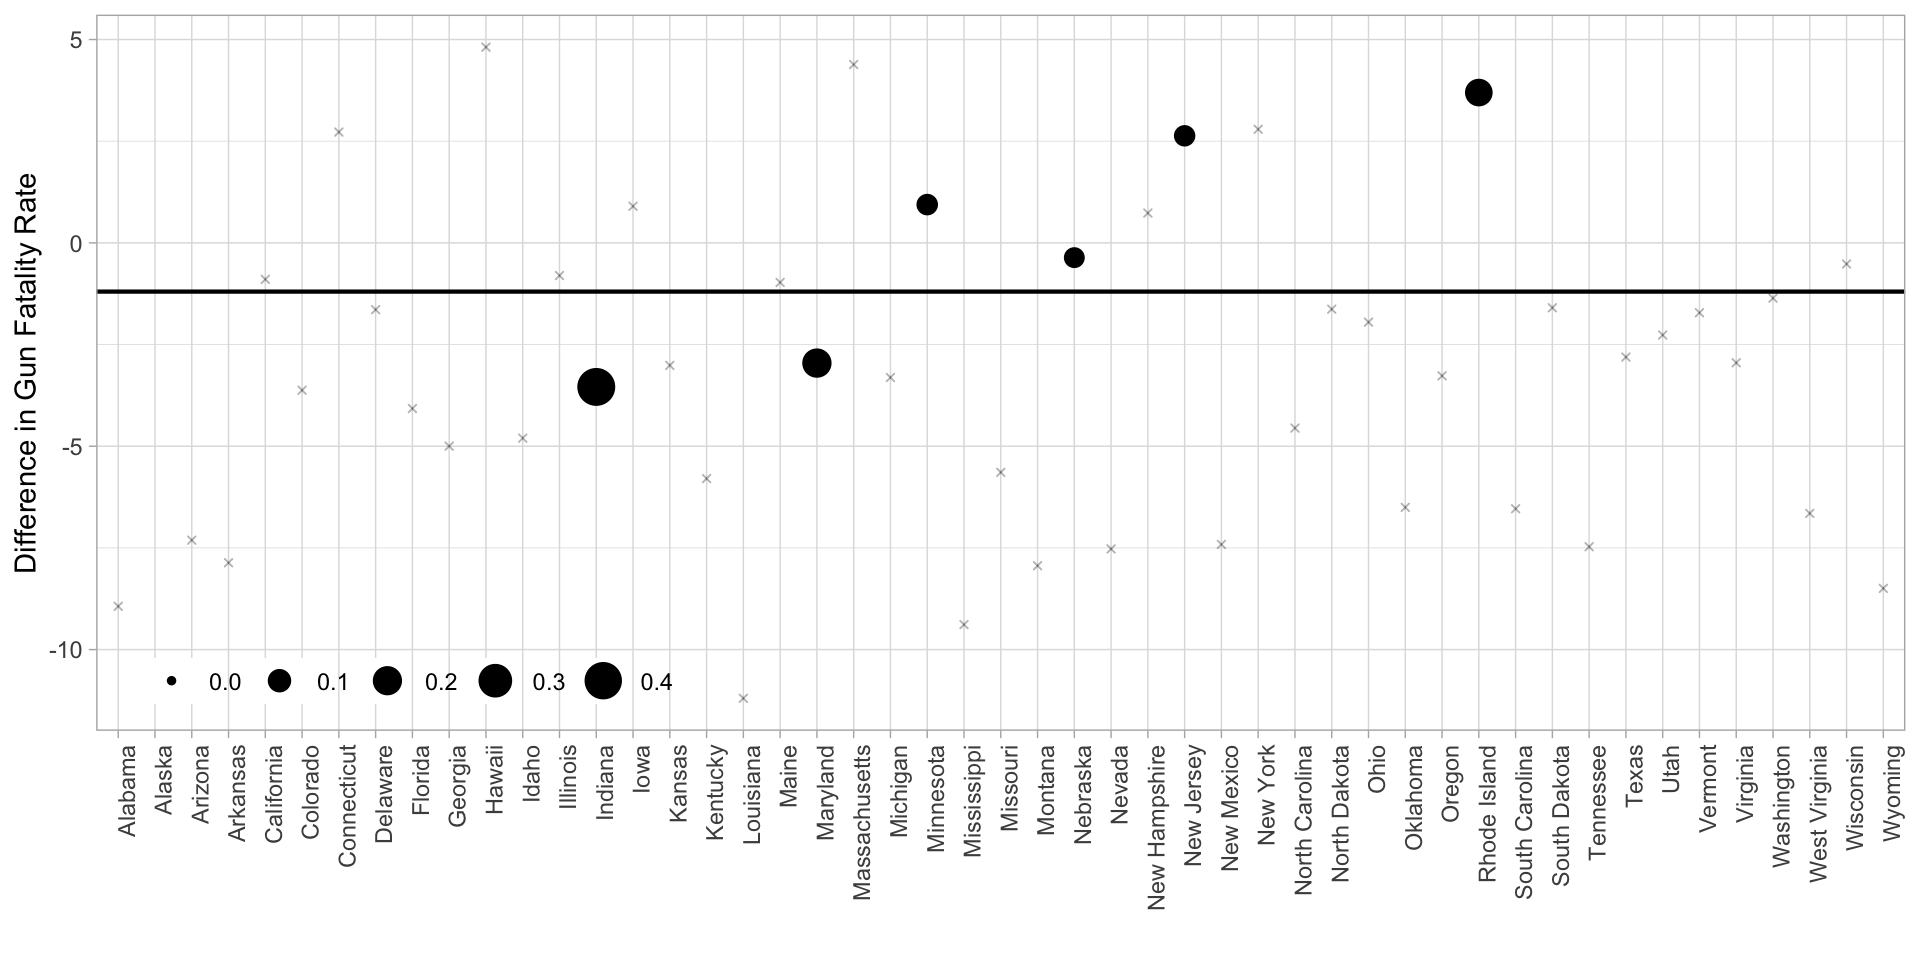 Difference in Gun Fatality Rate
5
0
-5
-10
0.0 0.1 0.2 0.3 0.4
Alabama
Alaska
Arizona
Arkansas
California
Colorado
Connecticut
Delaware
Florida
Georgia
Hawaii
Idaho
Illinois
Indiana
Iowa
Kansas
Kentucky
Louisiana
Maine
Maryland
Massachusetts
Michigan
Minnesota
Mississippi
Missouri
Montana
Nebraska
Nevada
New Hampshire
New Jersey
New Mexico
New York
North Carolina
North Dakota
Ohio
Oklahoma
Oregon
Rhode Island
South Carolina
South Dakota
Tennessee
Texas
Utah
Vermont
Virginia
Washington
West Virginia
Wisconsin
Wyoming